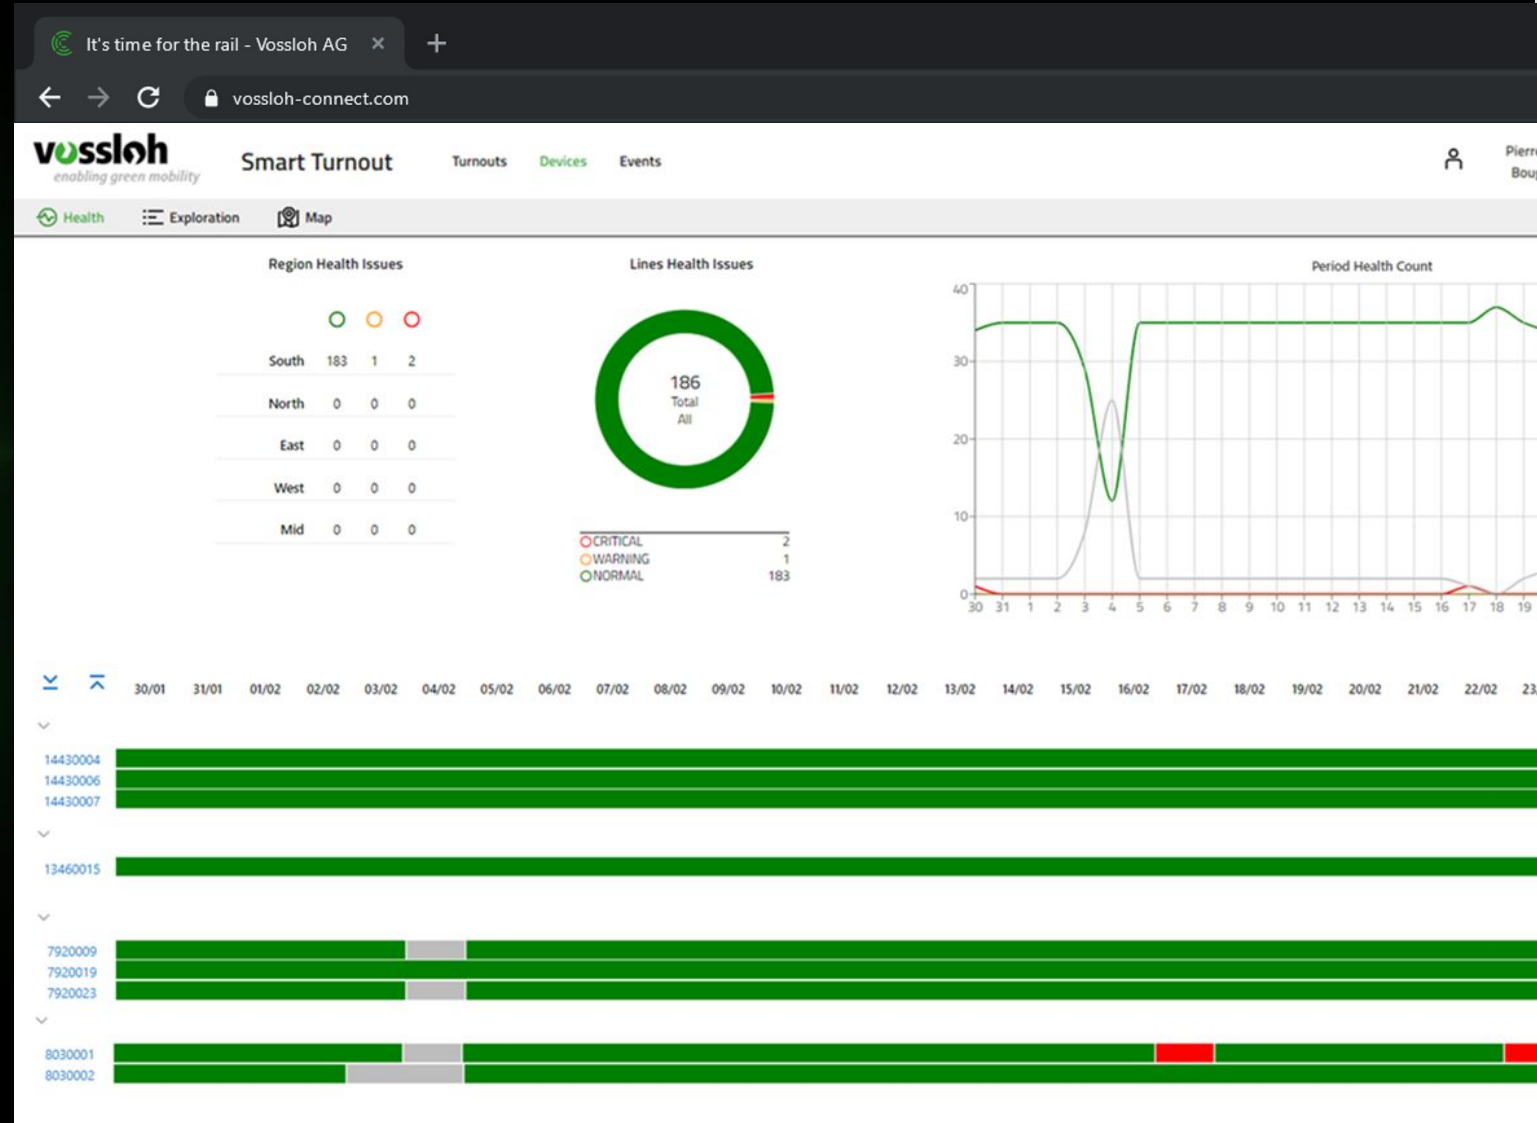 It's time for the rail - Vossloh AG
vossloh-connect.com
vossloh
enabling green mobility
Smart Turnout
Turnouts
Devices
Events
Health
Exploration
Map
Region Health Issues
South 183 1 2
North 0 0 0
East 0 0 0
West 0 0 0
Mid 0 0 0
Lines Health Issues
186
Total
All
CRITICAL 2
WARNING 1
NORMAL 183
Period Health Count
40
30
20
10
0
30 31 1 2 3 4 5 6 7 8 9 10 11 12 13 14 15 16 17 18 19
30/01 31/01 01/02 02/02 03/02 04/02 05/02 06/02 07/02 08/02 09/02 10/02 11/02 12/02 13/02 14/02 15/02 16/02 17/02 18/02 19/02 20/02 21/02 22/02
14430004
14430006
14430007
13460015
7920009
7920019
7920023
8030001
8030002